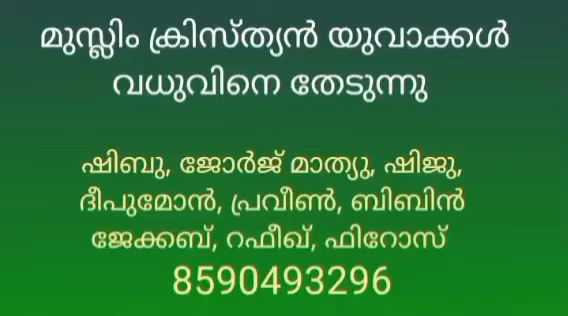 മുസ്ലിം ക്രിസ്ത്യൻ യുവാക്കൾ
വധുവിനെ തേടുന്നു
ഷിബു, ജോർജ് മാത്യു, ഷിജു,
ദീപുമോൻ, പ്രവീൺ, ബിബിൻ
ജേക്കബ്, റഫീഖ്, ഫിറോസ്
8590493296